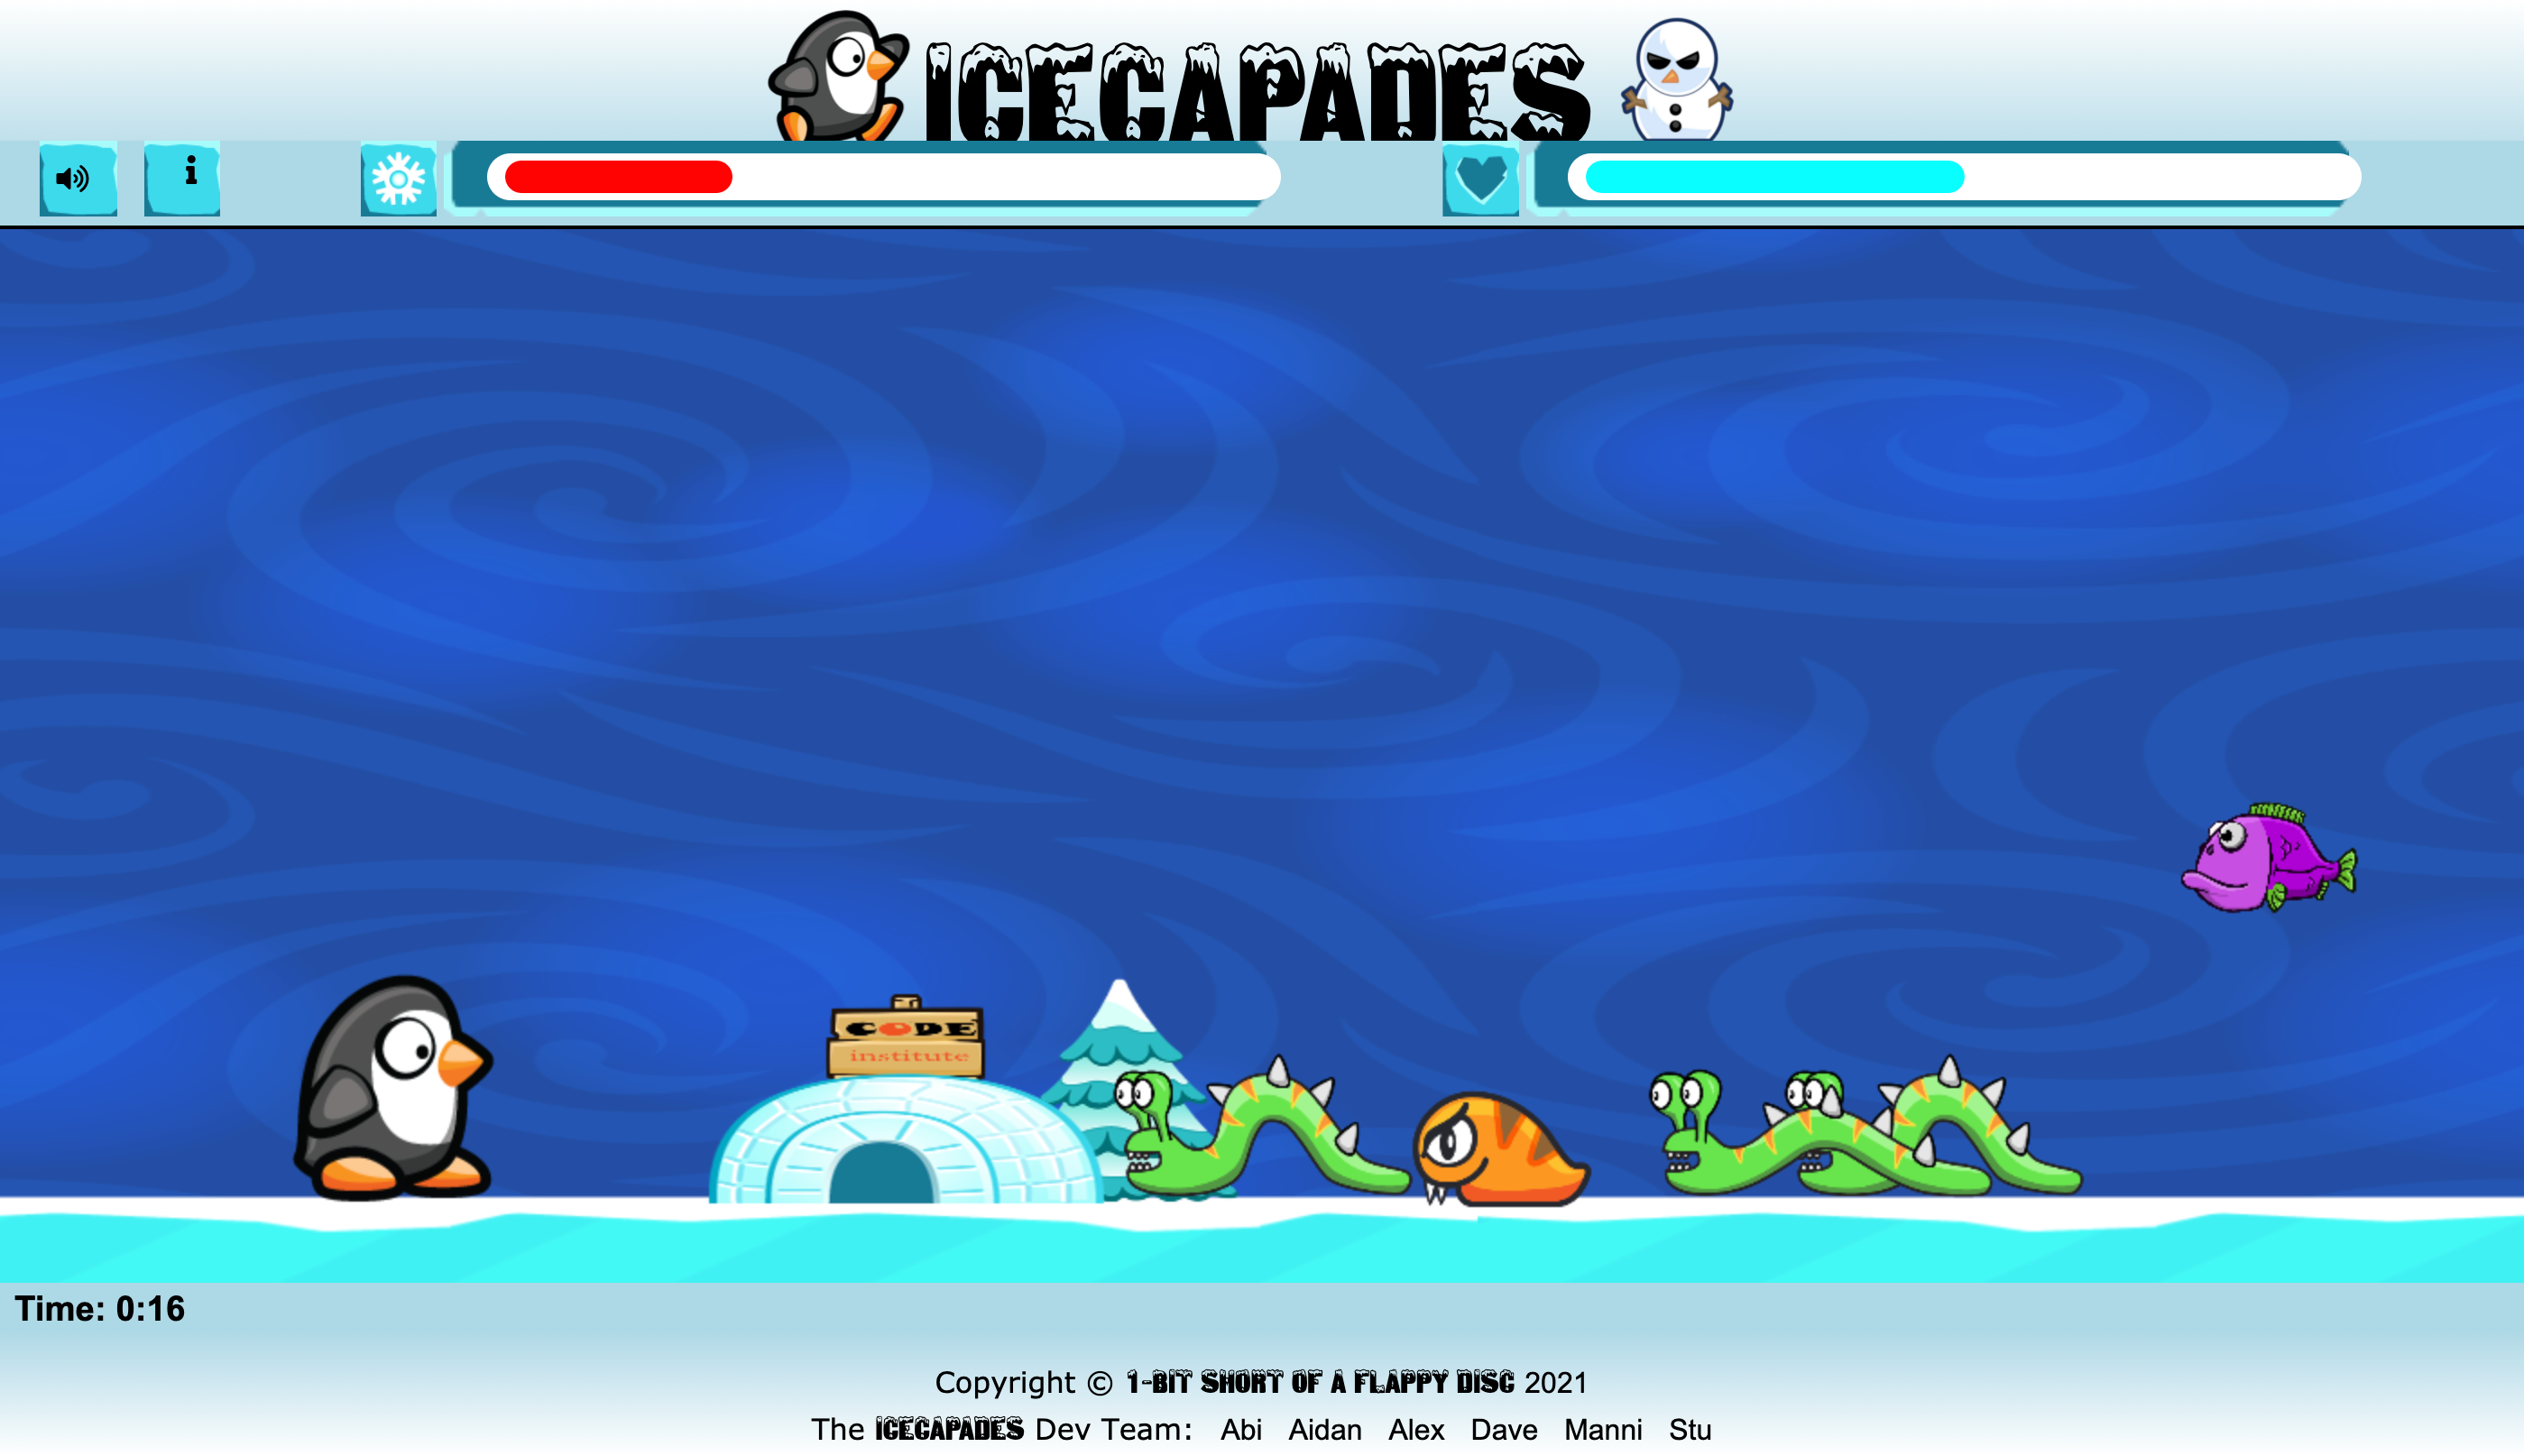 ICECAPADES
i
CODE
institute
Time: 0:16
Copyright © 1-BIT SHORT OF A FLAPPY DISC 2021
The ICECAPADES Dev Team: Abi Aidan Alex Dave Manni Stu